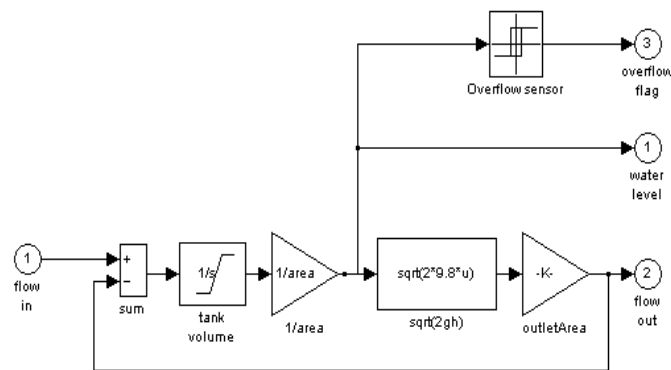 3
overflow
flag
Overflow sensor
1
water
level
1
flow
in
+
−
sum
1/s
tank
volume
1/area
1/area
sqrt(2*9.8*u)
sqrt(2gh)
-K-
outletArea
2
flow
out